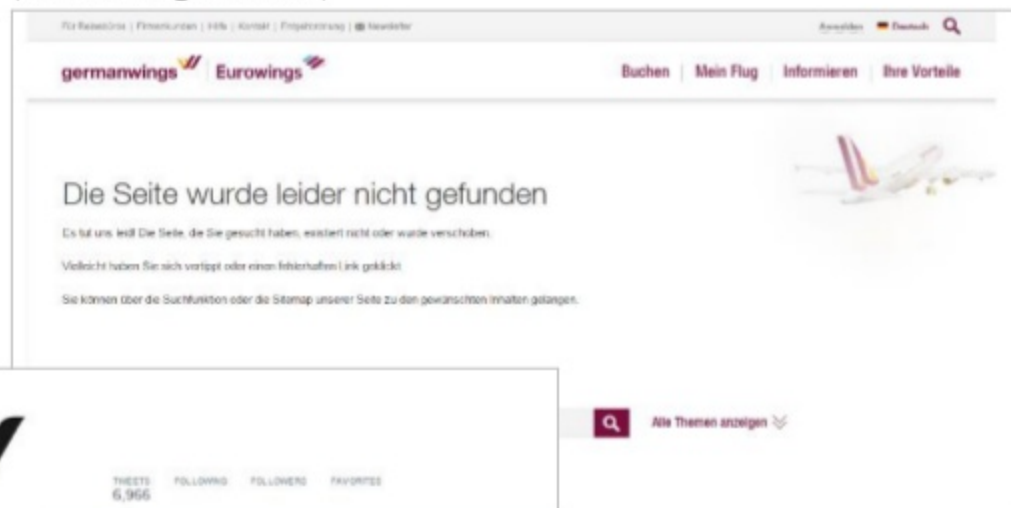 Für Reisebüros | Firmenkunden | Hilfe | Kontakt | Newsletter
Anmelden Deutsch
germanwings Eurowings
Buchen | Mein Flug | Informieren | Ihre Vorteile
Die Seite wurde leider nicht gefunden
Es tut uns leid! Die Seite, die Sie gesucht haben, existiert nicht oder wurde verschoben.
Vielleicht haben Sie sich vertippt oder einen fehlerhaften Link geklickt.
Sie können über die Suchfunktion oder die Sitemap unserer Seite zu den gewünschten Inhalten gelangen.
Alle Themen anzeigen
TWEETS FOLLOWING FOLLOWERS FAVORITES
6,966